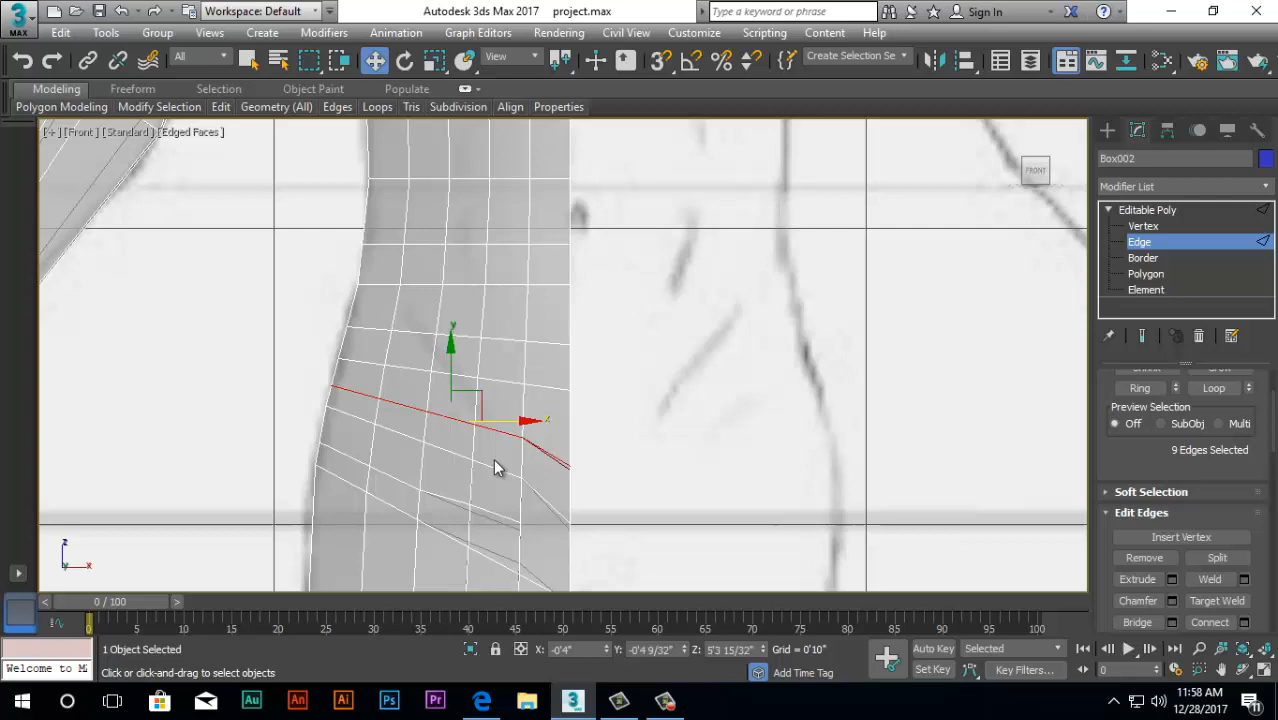 Workspace: Default
Autodesk 3ds Max 2017 project.max
Type a keyword or phrase
Sign In
MAX
Edit Tools Group Views Create Modifiers Animation Graph Editors Rendering Civil View Customize Scripting Content Help
All
View
Create Selection Se
Modeling Freeform Selection Object Paint Populate
Polygon Modeling Modify Selection Edit Geometry (All) Edges Loops Tris Subdivision Align Properties
[+] [Front] [Standard] [Edged Faces]
FRONT
Box002
Modifier List
Editable Poly
Vertex
Edge
Border
Polygon
Element
Ring Loop
Preview Selection
Off SubObj Multi
9 Edges Selected
Soft Selection
Edit Edges
Insert Vertex
Remove Split
Extrude Weld
Chamfer Target Weld
Bridge Connect
y
x
z
x
y
0 / 100
0 5 10 15 20 25 30 35 40 45 50 55 60 65 70 75 80 85 90 95 100
1 Object Selected
X: -0'4" Y: -0'4 9/32" Z: 5'3 15/32" Grid = 0'10"
Auto Key Selected
Welcome to M
Click or click-and-drag to select objects
Add Time Tag
Set Key Key Filters...
0
Au An Ai Ps Pr
11:58 AM
12/28/2017